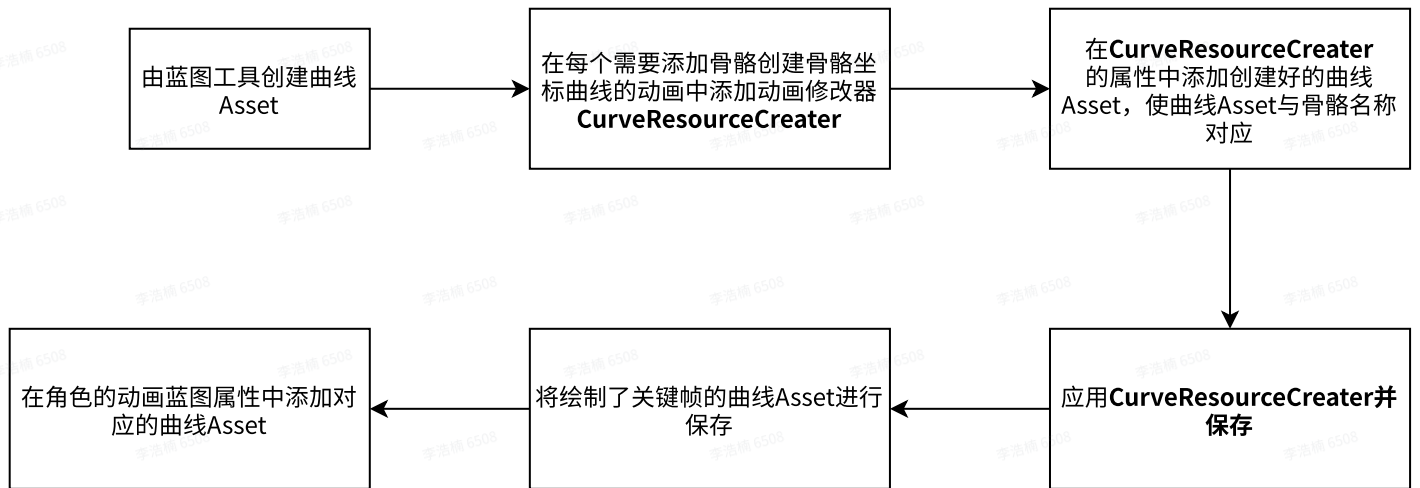 由蓝图工具创建曲线
Asset
在每个需要添加骨骼创建骨骼坐
标曲线的动画中添加动画修改器
CurveResourceCreater
在CurveResourceCreater
的属性中添加创建好的曲线
Asset，使曲线Asset与骨骼名称
对应
应用CurveResourceCreater并
保存
将绘制了关键帧的曲线Asset进行
保存
在角色的动画蓝图属性中添加对
应的曲线Asset
李浩楠 6508